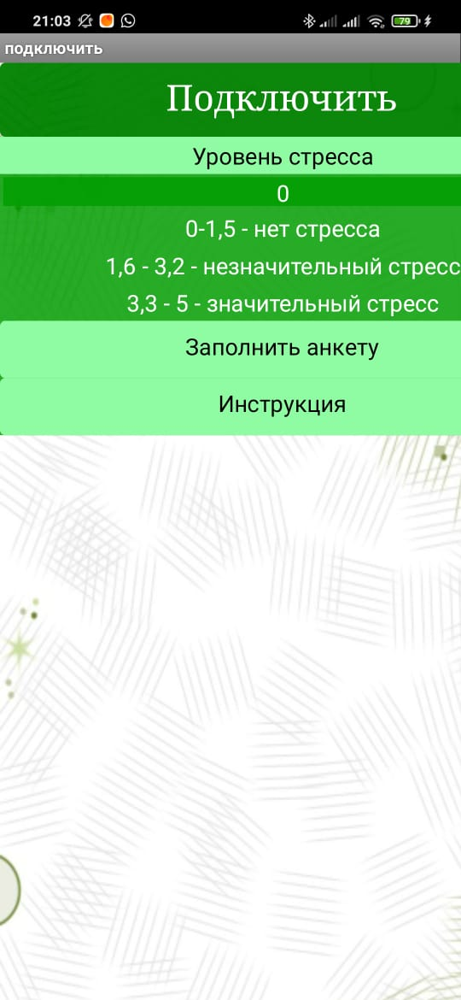 21:03
79
подключить
Подключить
Уровень стресса
0
0-1,5 - нет стресса
1,6 - 3,2 - незначительный стресс
3,3 - 5 - значительный стресс
Заполнить анкету
Инструкция